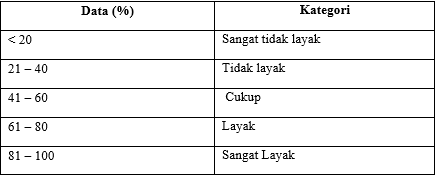 Data (%) Kategori
< 20 Sangat tidak layak
21 – 40 Tidak layak
41 – 60 Cukup
61 – 80 Layak
81 – 100 Sangat Layak